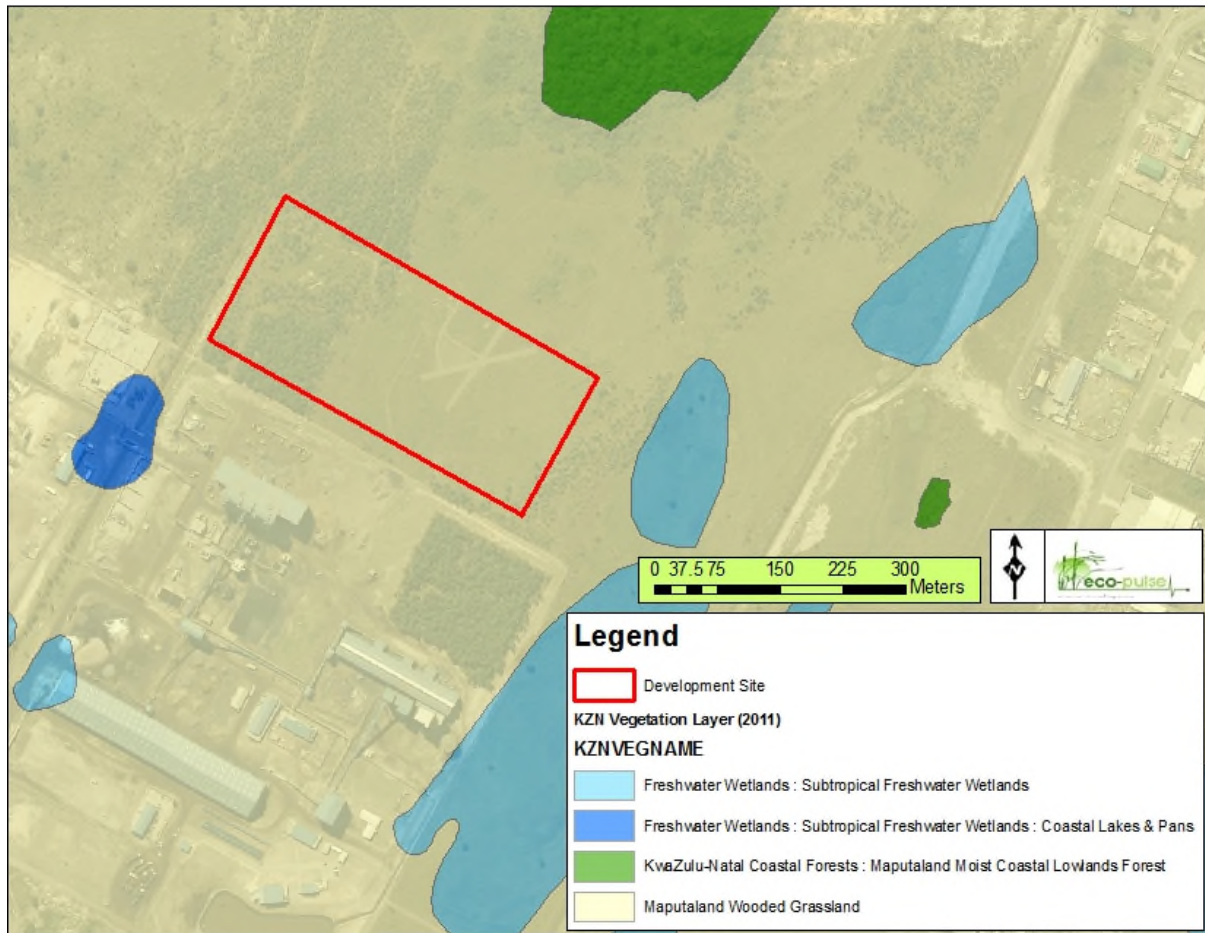 0 37.5 75 150 225 300
Meters
N
eco-pulse
Legend
Development Site
KZN Vegetation Layer (2011)
KZNVEGNAME
Freshwater Wetlands : Subtropical Freshwater Wetlands
Freshwater Wetlands : Subtropical Freshwater Wetlands : Coastal Lakes & Pans
KwaZulu-Natal Coastal Forests : Maputaland Moist Coastal Lowlands Forest
Maputaland Wooded Grassland